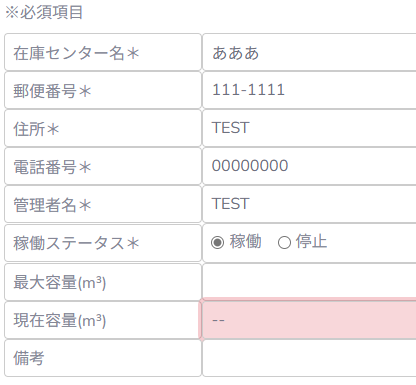 ※必須項目
在庫センター名＊ あああ
郵便番号＊ 111-1111
住所＊ TEST
電話番号＊ 00000000
管理者名＊ TEST
稼働ステータス＊ 稼働 停止
最大容量(m³)
現在容量(m³) --
備考